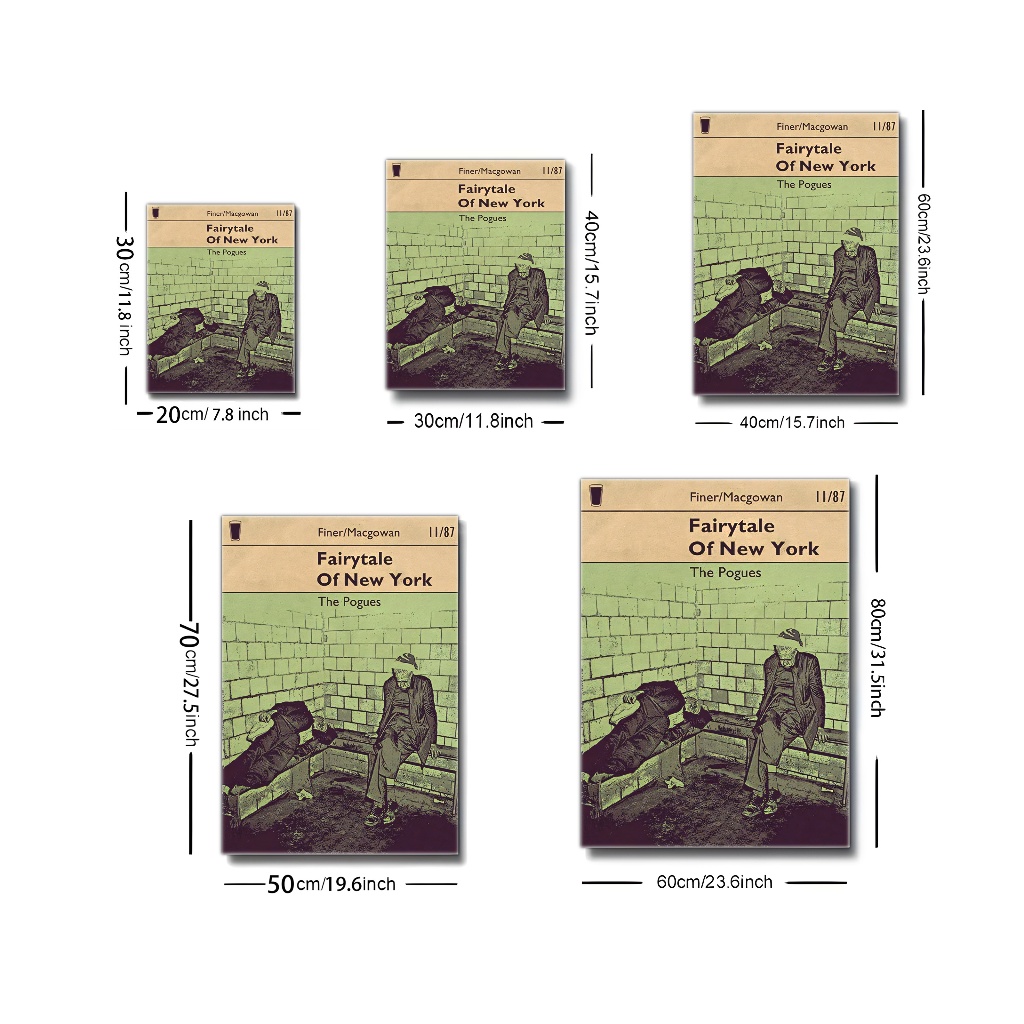 Finer/Macgowan 11/87
Fairytale
Of New York
The Pogues
30cm/11.8 inch
20cm/ 7.8 inch
Finer/Macgowan 11/87
Fairytale
Of New York
The Pogues
40cm/15.7inch
30cm/11.8inch
Finer/Macgowan 11/87
Fairytale
Of New York
The Pogues
60cm/23.6inch
40cm/15.7inch
Finer/Macgowan 11/87
Fairytale
Of New York
The Pogues
70cm/27.5inch
50cm/19.6inch
Finer/Macgowan 11/87
Fairytale
Of New York
The Pogues
80cm/31.5inch
60cm/23.6inch